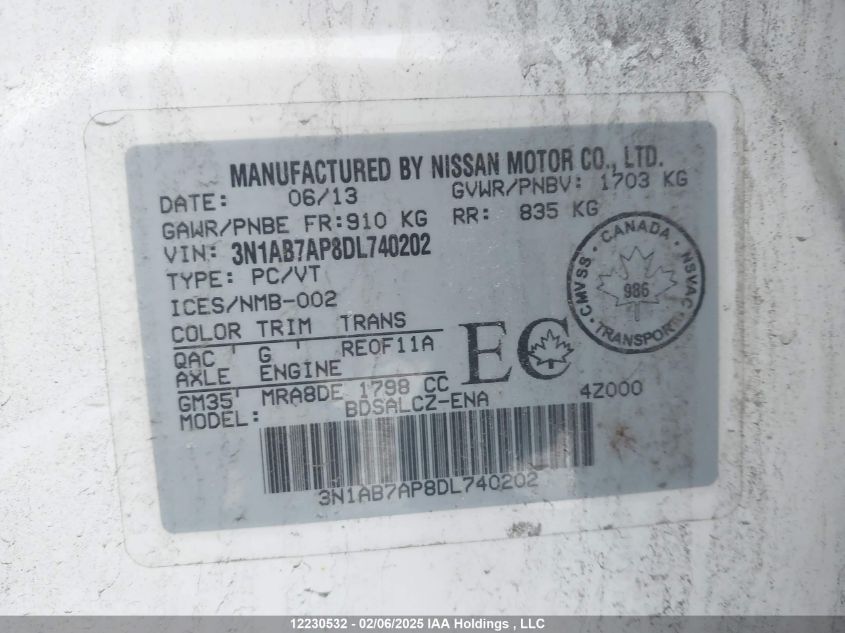 MANUFACTURED BY NISSAN MOTOR CO., LTD.
DATE: 06/13 GVWR/PNBV: 1703 KG
GAWR/PNBE FR:910 KG RR: 835 KG
VIN: 3N1AB7AP8DL740202
TYPE: PC/VT
ICES/NMB-002
COLOR TRIM TRANS
QAC G REOF11A
AXLE ENGINE
GM35 MRA8DE 1798 CC
MODEL: BDSALCZ-ENA 4Z000
EC
CANADA
CMVSS 986 NSVAC
TRANSPORT
3N1AB7AP8DL740202
12230532 - 02/06/2025 IAA Holdings , LLC